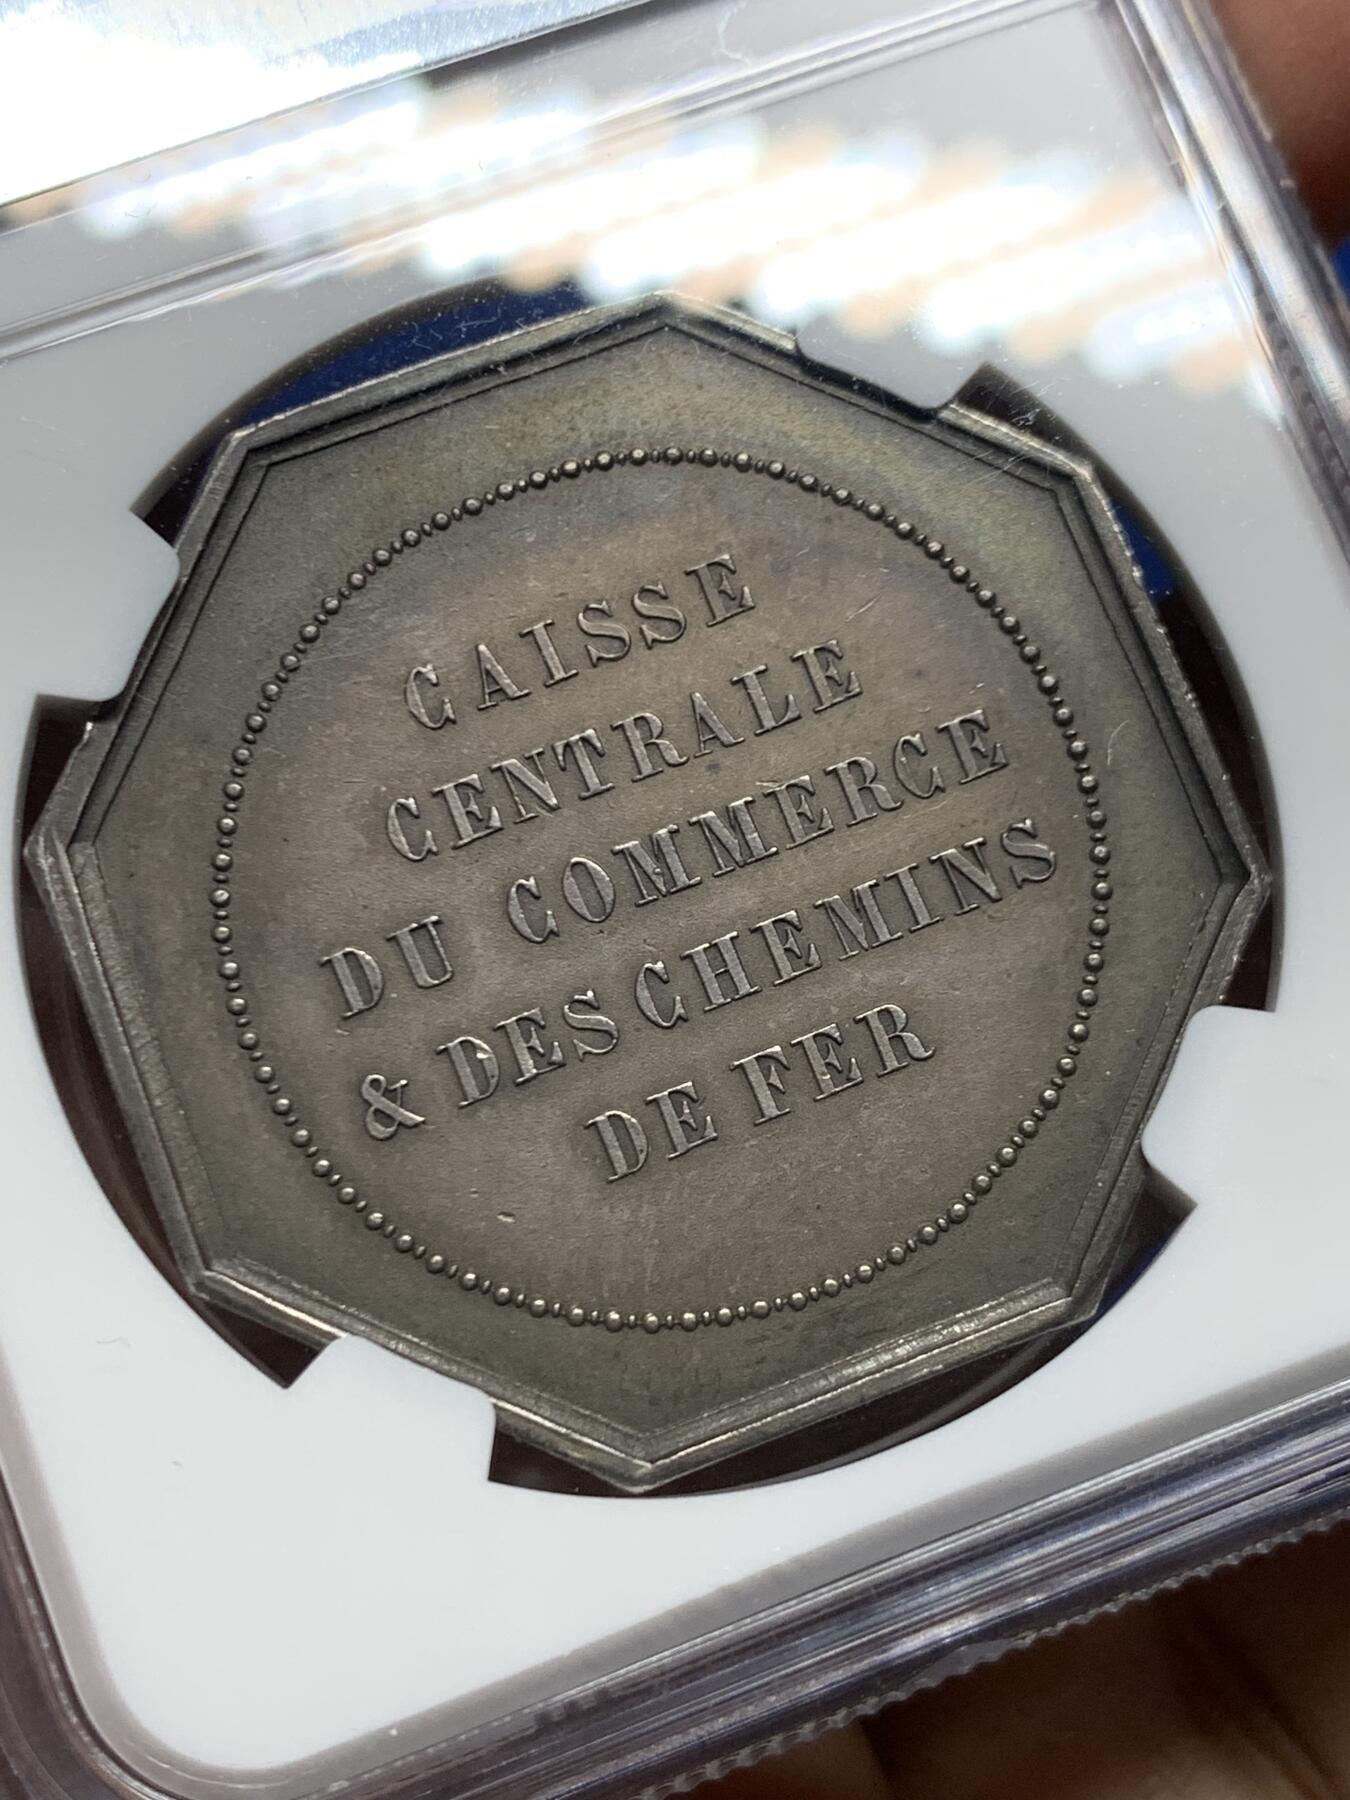 CAISSE
CENTRALE
DU COMMERCE
& DES CHEMINS
DE FER